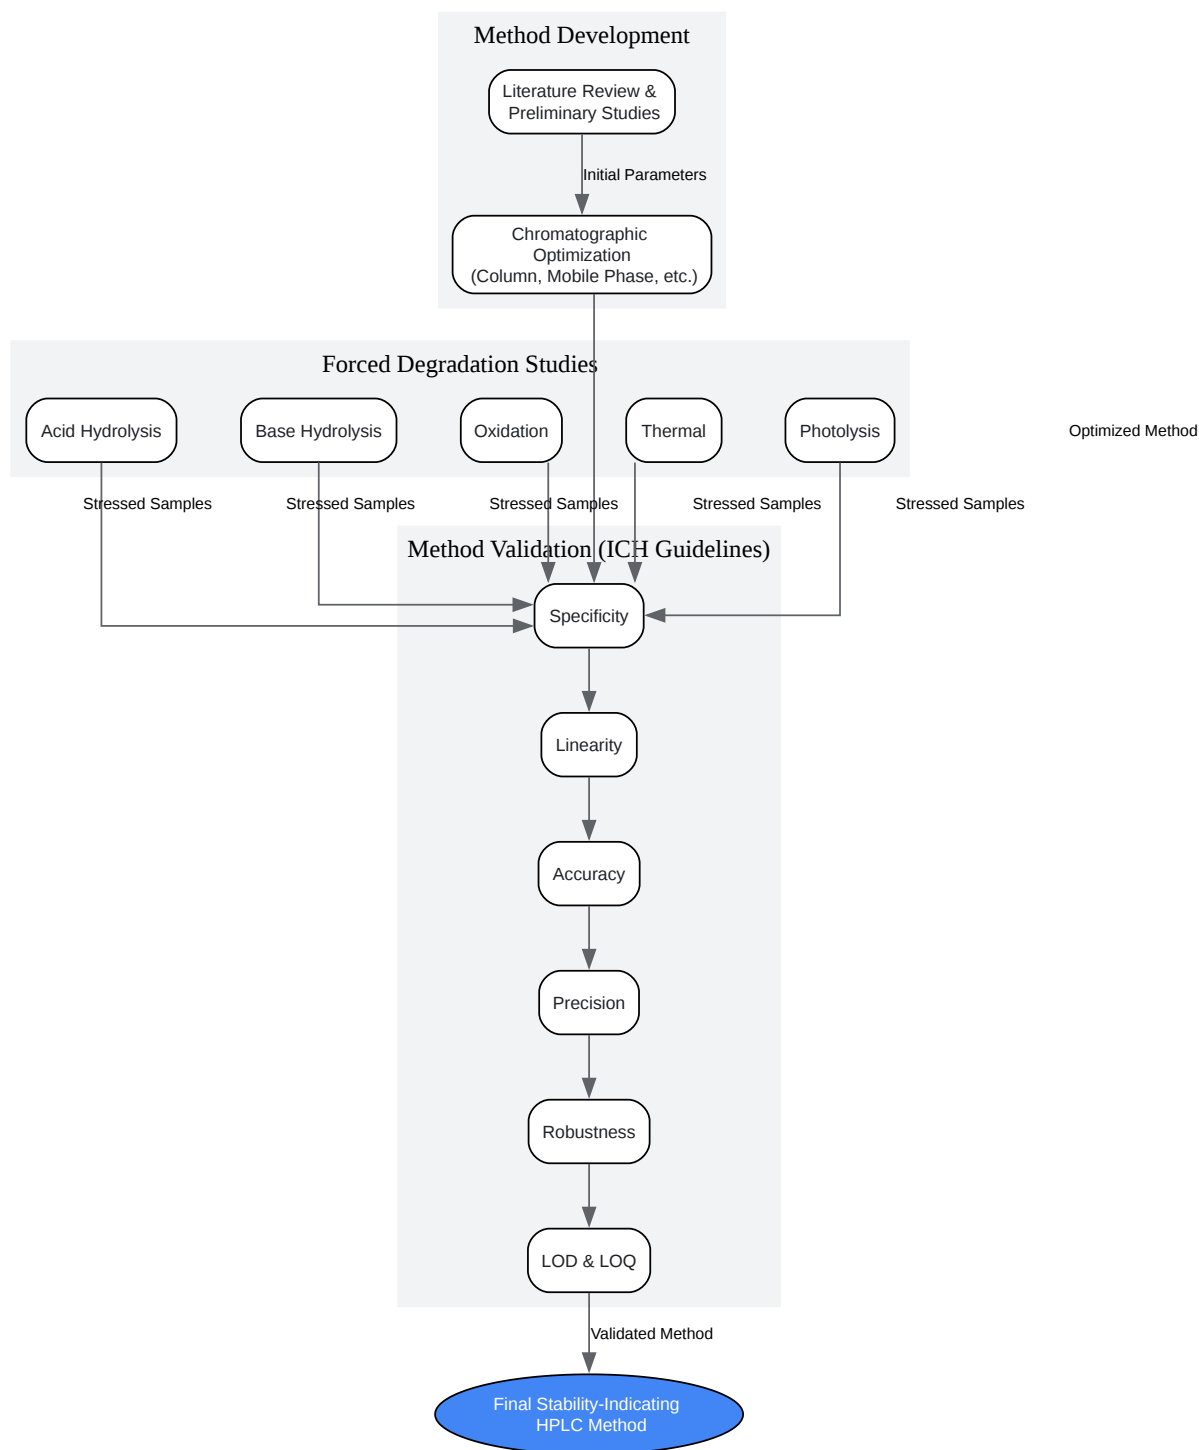 Method Development
Literature Review &
Preliminary Studies
Initial Parameters
Chromatographic
Optimization
(Column, Mobile Phase, etc.)
Forced Degradation Studies
Acid Hydrolysis
Base Hydrolysis
Oxidation
Thermal
Photolysis
Optimized Method
Stressed Samples
Stressed Samples
Stressed Samples
Stressed Samples
Stressed Samples
Method Validation (ICH Guidelines)
Specificity
Linearity
Accuracy
Precision
Robustness
LOD & LOQ
Validated Method
Final Stability-Indicating
HPLC Method